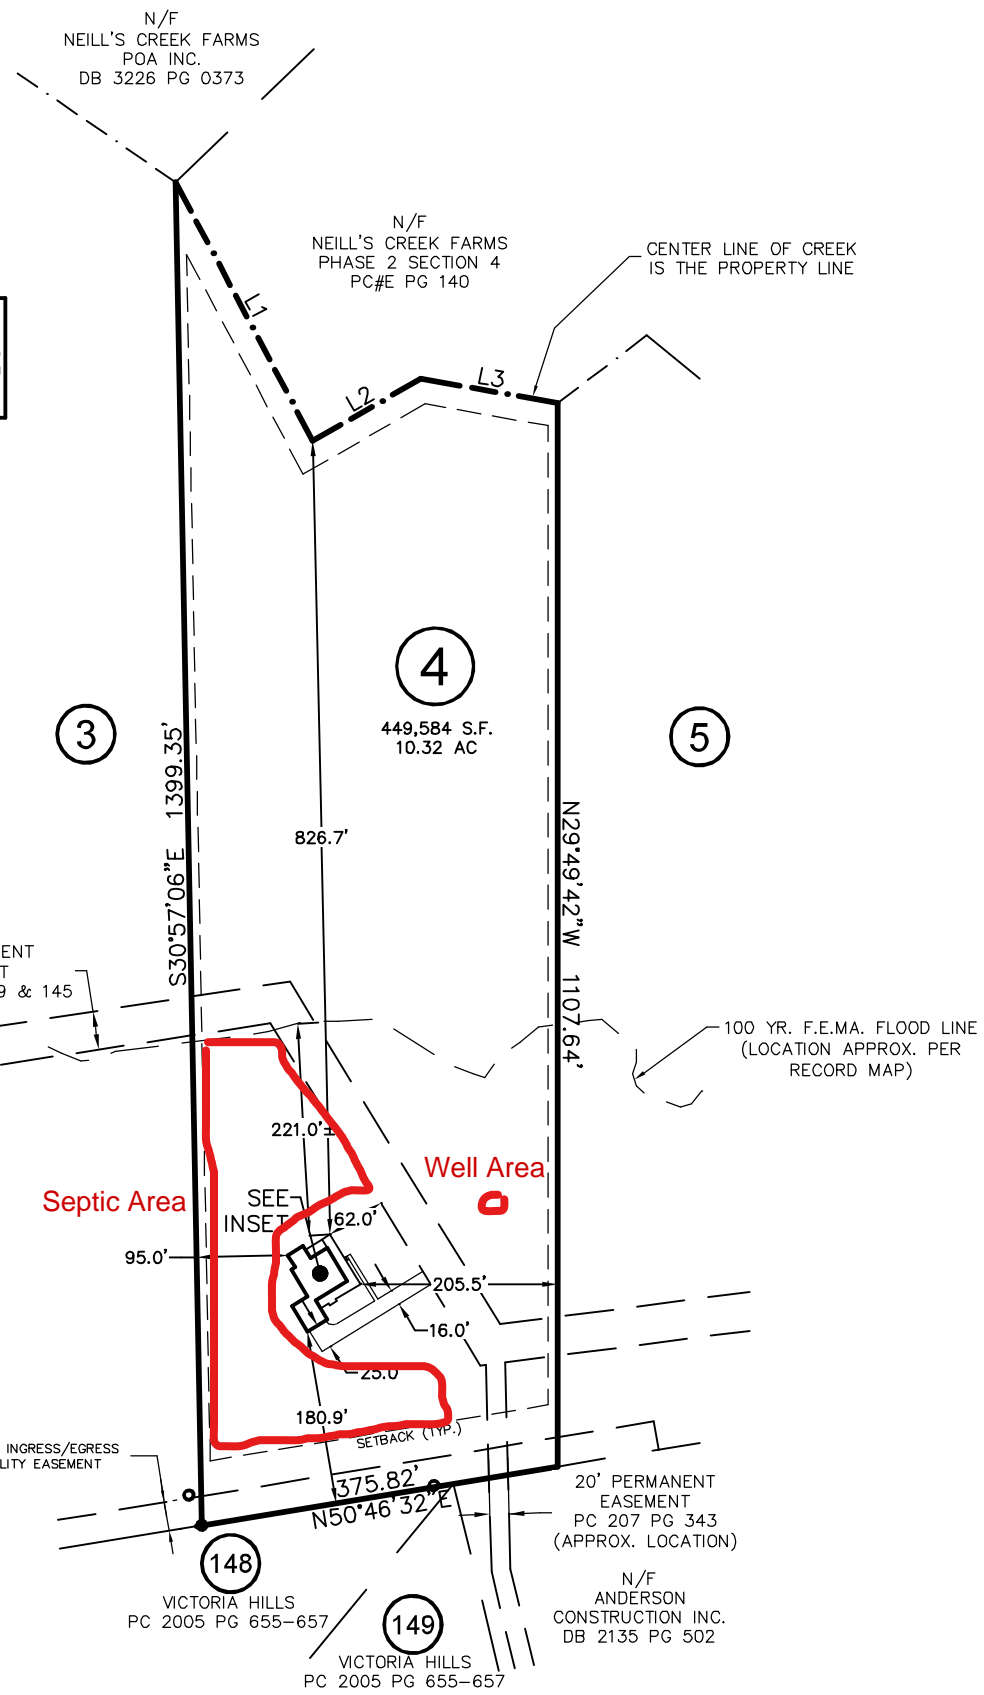 N/F
NEILL'S CREEK FARMS
POA INC.
DB 3226 PG 0373
N/F
NEILL'S CREEK FARMS
PHASE 2 SECTION 4
PC#E PG 140
CENTER LINE OF CREEK
IS THE PROPERTY LINE
L1
L2
L3
4
449,584 S.F.
10.32 AC
3
5
S30°57'06"E 1399.35'
826.7'
N29°49'42"W 1107.64'
9 & 145
100 YR. F.E.MA. FLOOD LINE
(LOCATION APPROX. PER
RECORD MAP)
221.0'±
Well Area
Septic Area
SEE
INSET
62.0'
95.0'
205.5'
16.0'
25.0'
180.9'
SETBACK (TYP.)
INGRESS/EGRESS
EASEMENT
375.82'
N50°46'32"E
20' PERMANENT
EASEMENT
PC 207 PG 343
(APPROX. LOCATION)
148
VICTORIA HILLS
PC 2005 PG 655-657
N/F
ANDERSON
CONSTRUCTION INC.
DB 2135 PG 502
149
VICTORIA HILLS
PC 2005 PG 655-657